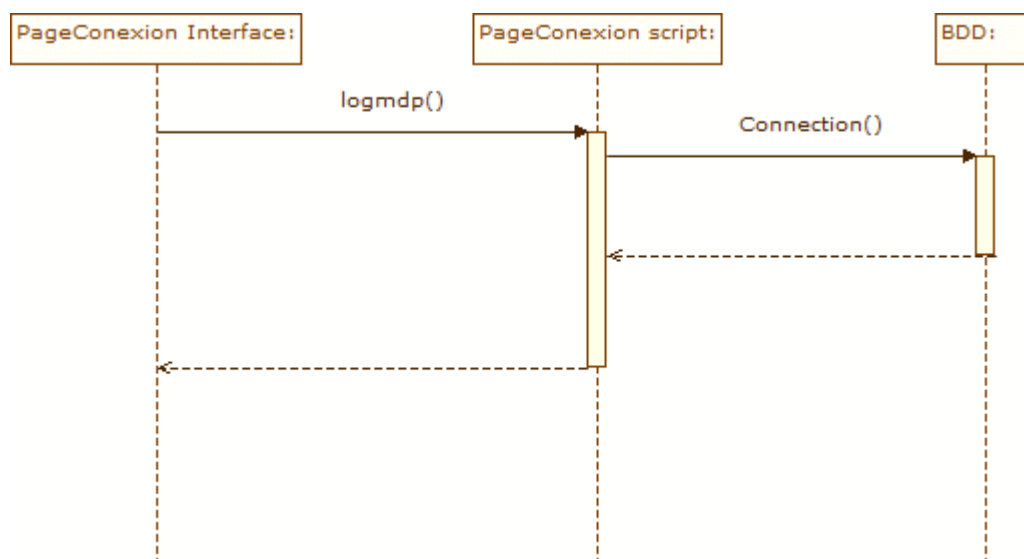 PageConexion Interface:
PageConexion script:
BDD:
logmdp()
Connection()